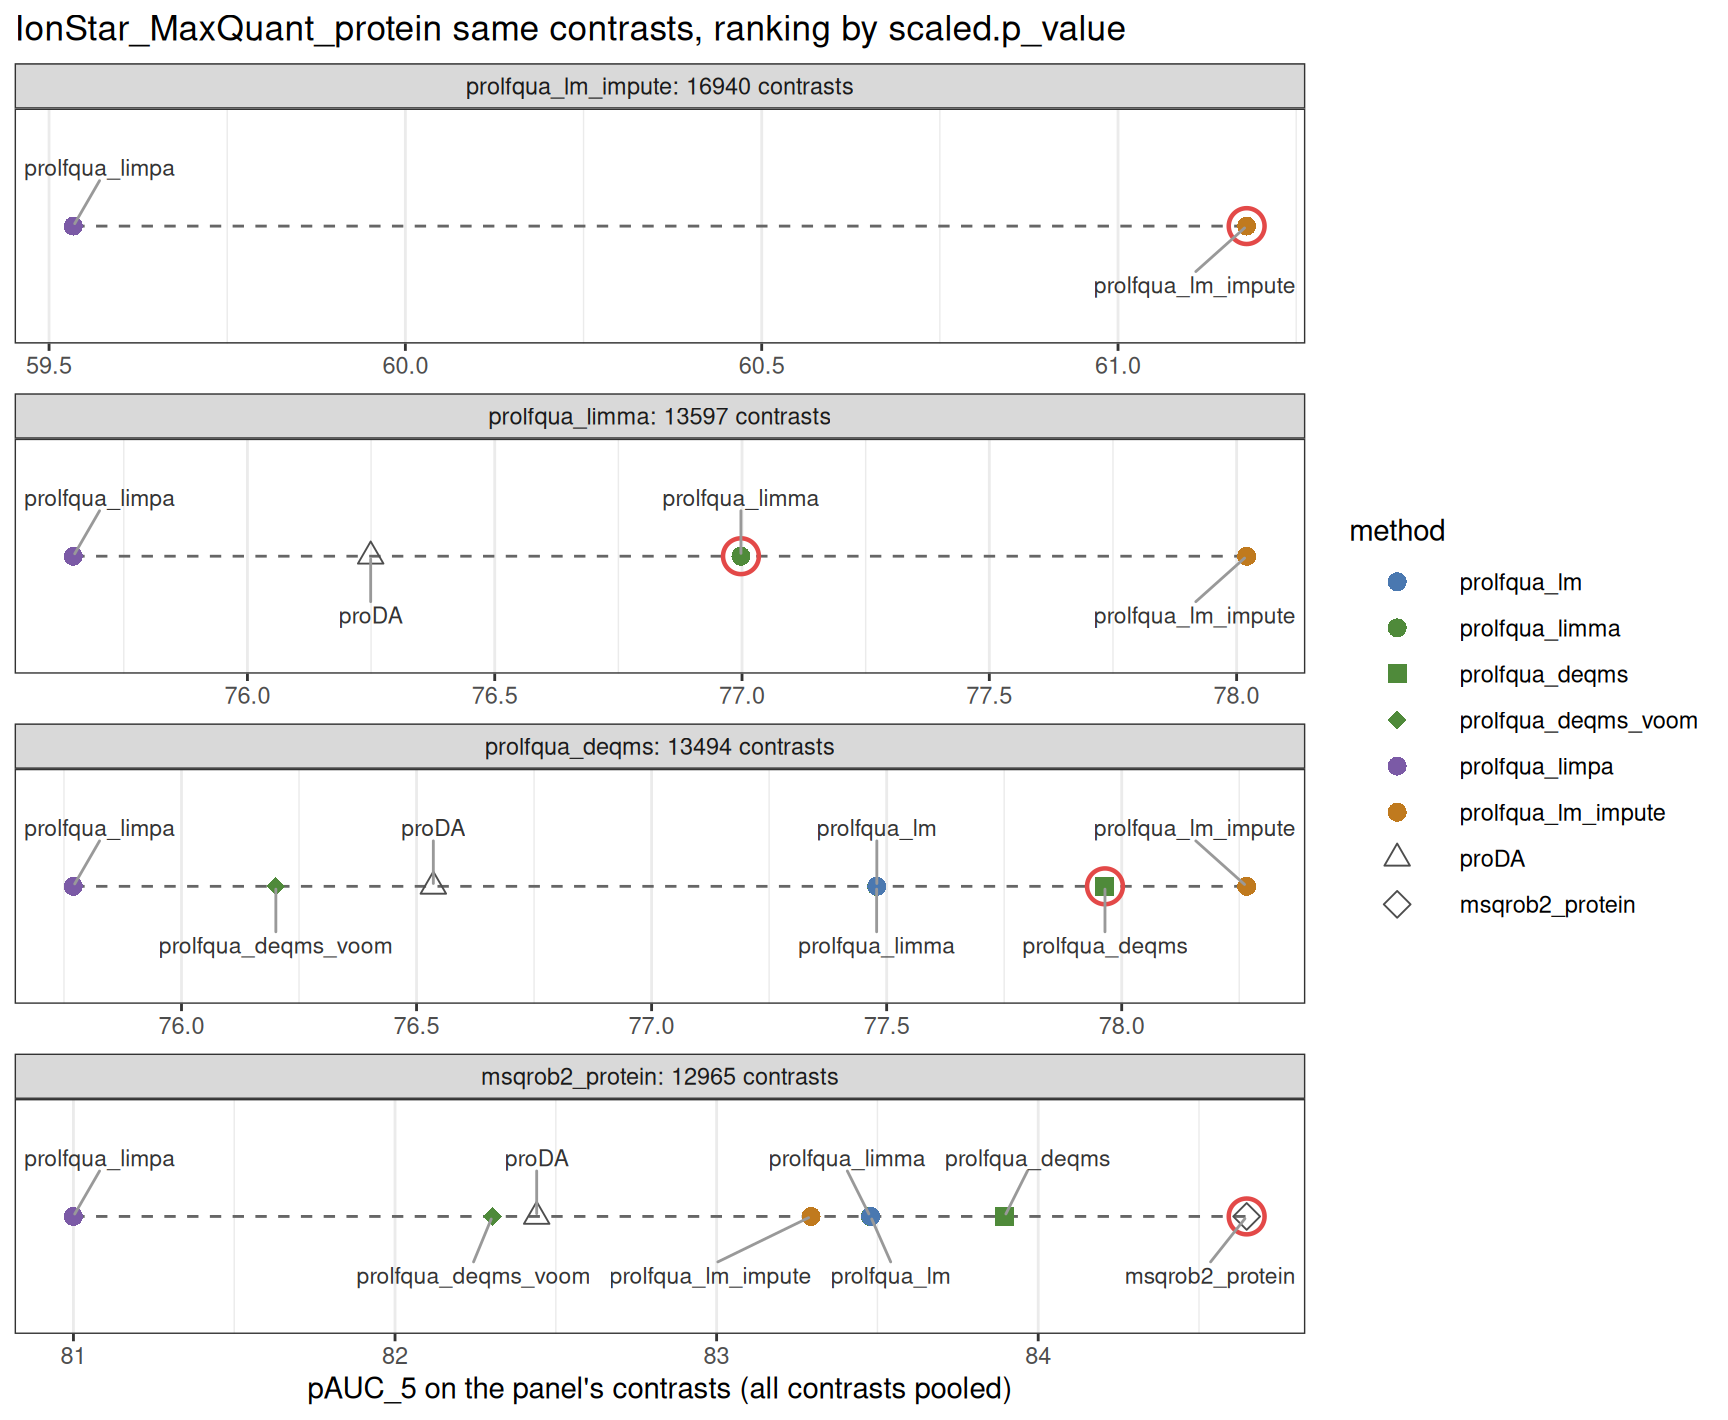 IonStar_MaxQuant_protein same contrasts, ranking by scaled.p_value
prolfqua_lm_impute: 16940 contrasts
prolfqua_limpa
prolfqua_lm_impute
59.5 60.0 60.5 61.0
prolfqua_limma: 13597 contrasts
prolfqua_limpa prolfqua_limma
proDA prolfqua_lm_impute
76.0 76.5 77.0 77.5 78.0
prolfqua_deqms: 13494 contrasts
prolfqua_limpa proDA prolfqua_lm prolfqua_lm_impute
prolfqua_deqms_voom prolfqua_limma prolfqua_deqms
76.0 76.5 77.0 77.5 78.0
msqrob2_protein: 12965 contrasts
prolfqua_limpa proDA prolfqua_limma prolfqua_deqms
prolfqua_deqms_voom prolfqua_lm_impute prolfqua_lm msqrob2_protein
81 82 83 84
pAUC_5 on the panel's contrasts (all contrasts pooled)
method
prolfqua_lm
prolfqua_limma
prolfqua_deqms
prolfqua_deqms_voom
prolfqua_limpa
prolfqua_lm_impute
proDA
msqrob2_protein